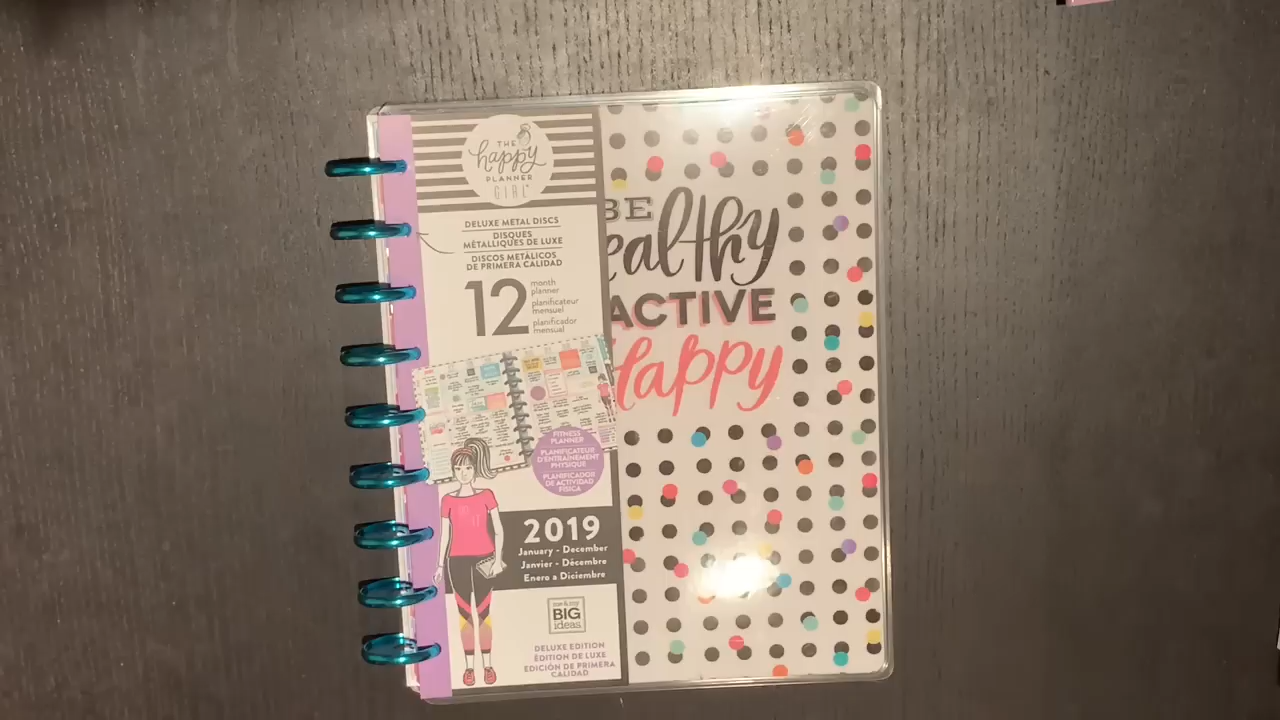 THE
happy
PLANNER
GIRL
DELUXE METAL DISCS
DISQUES
MÉTALLIQUES DE LUXE
DISCOS METÁLICOS
DE PRIMERA CALIDAD
12
month
planner
planificateur
mensuel
planificador
mensual
FITNESS
PLANNER
PLANIFICATEUR
D'ENTRAÎNEMENT
PHYSIQUE
PLANIFICADOR
DE ACTIVIDAD
FÍSICA
2019
January - December
Janvier - Décembre
Enero a Diciembre
me & my
BIG
ideas
DELUXE EDITION
ÉDITION DE LUXE
EDICIÓN DE PRIMERA
CALIDAD
BE
ealthy
ACTIVE
Happy